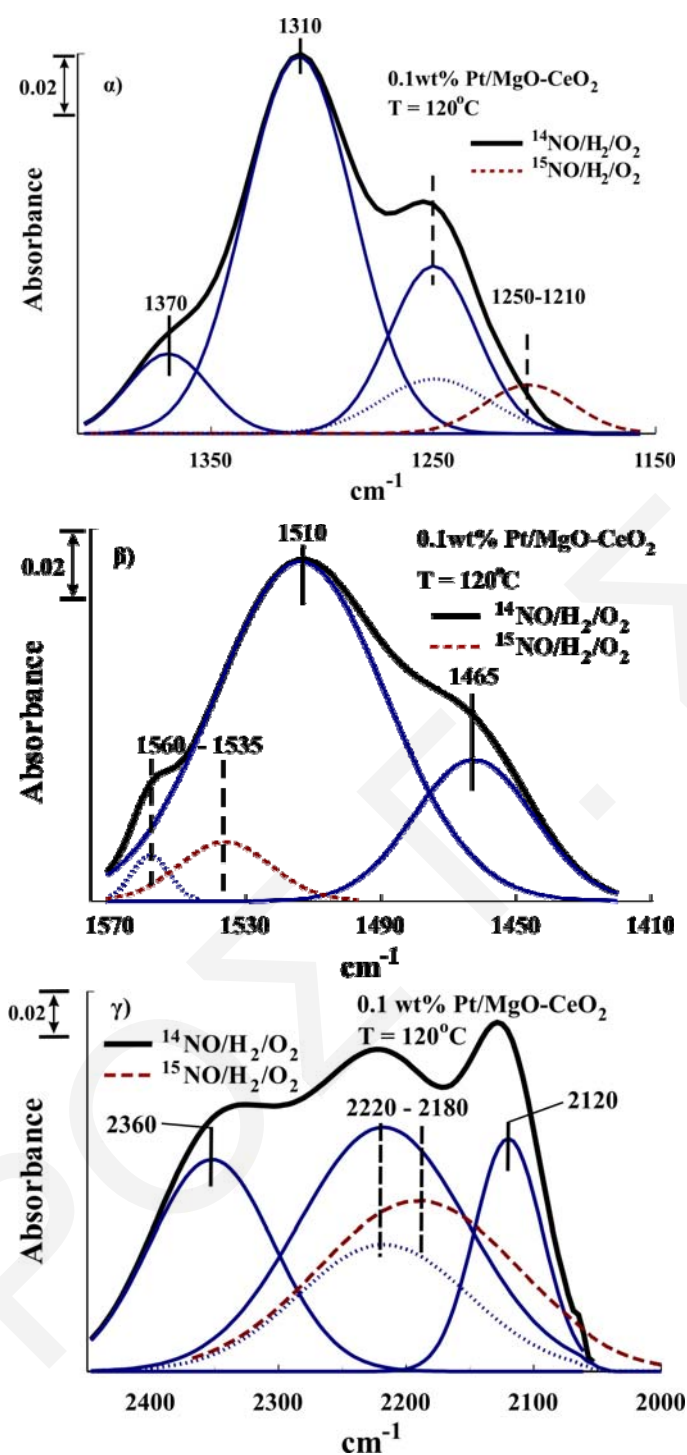 1310
0.02
α)
0.1wt% Pt/MgO-CeO₂
T = 120°C
¹⁴NO/H₂/O₂
¹⁵NO/H₂/O₂
Absorbance
1370
1250-1210
1350
1250
1150
cm⁻¹
0.02
β)
1510
0.1wt% Pt/MgO-CeO₂
T = 120°C
¹⁴NO/H₂/O₂
¹⁵NO/H₂/O₂
1465
Absorbance
1560 - 1535
1570
1530
1490
1450
1410
cm⁻¹
0.02
γ)
0.1 wt% Pt/MgO-CeO₂
T = 120°C
¹⁴NO/H₂/O₂
¹⁵NO/H₂/O₂
2360
2220 - 2180
2120
Absorbance
2400
2300
2200
2100
2000
cm⁻¹